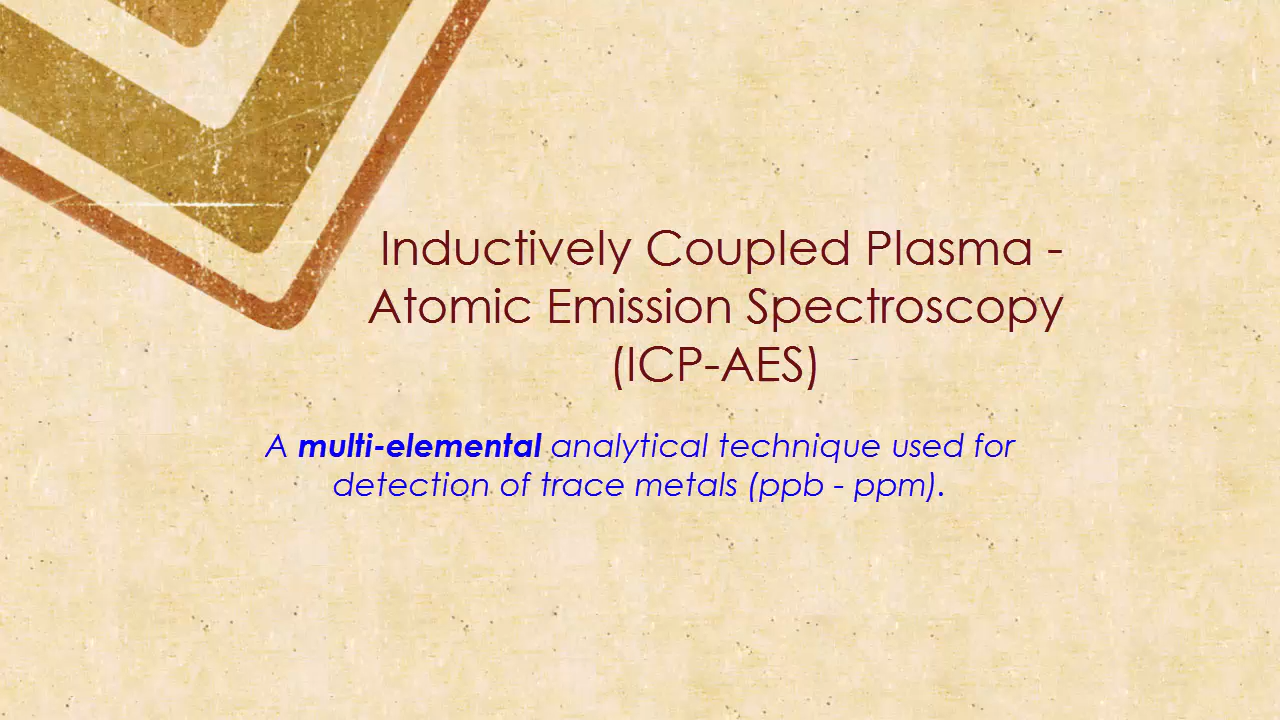 Inductively Coupled Plasma -
Atomic Emission Spectroscopy
(ICP-AES)
A multi-elemental analytical technique used for
detection of trace metals (ppb - ppm).